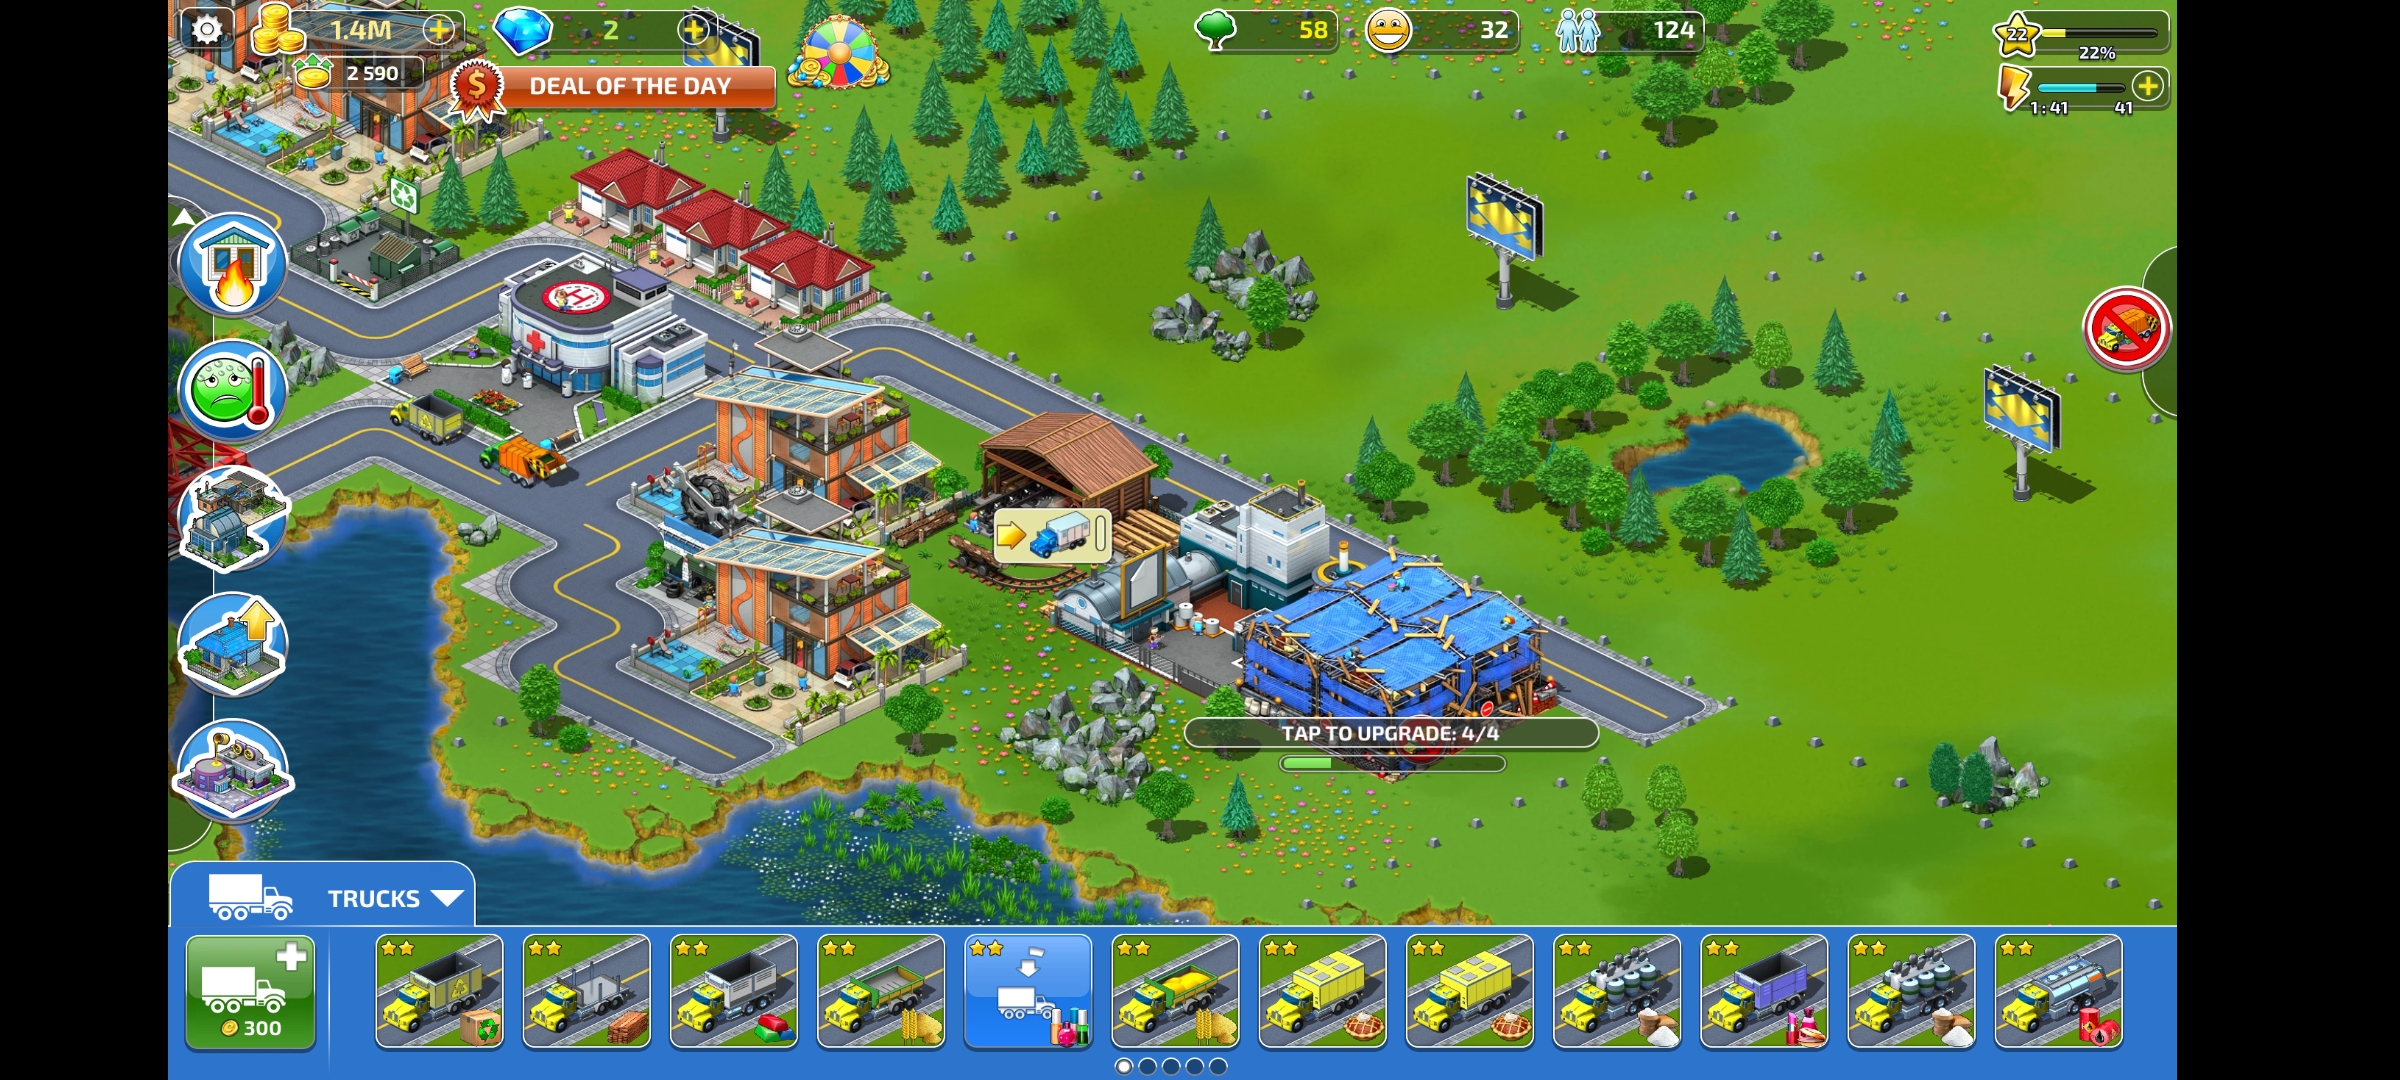 1.4M
2
58
32
124
22
22%
2 590
DEAL OF THE DAY
1:41
41
H
TAP TO UPGRADE: 4/4
TRUCKS
300